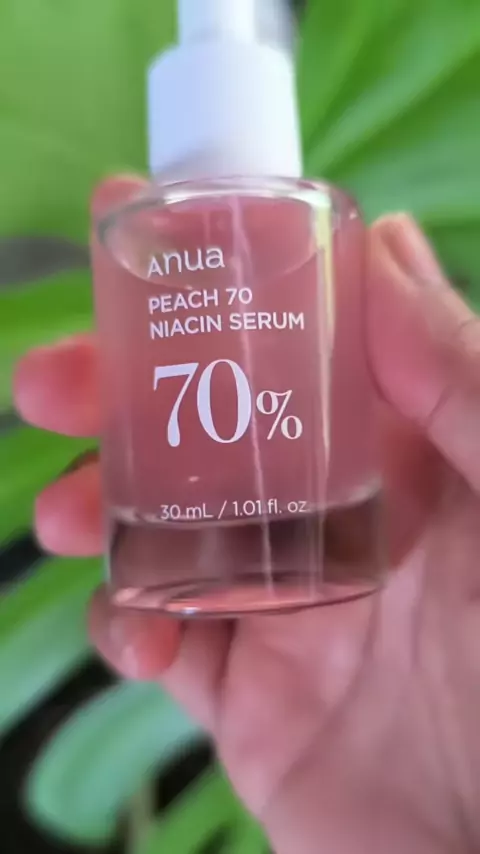 Anua
PEACH 70
NIACIN SERUM
70%
30 mL / 1.01 fl. oz